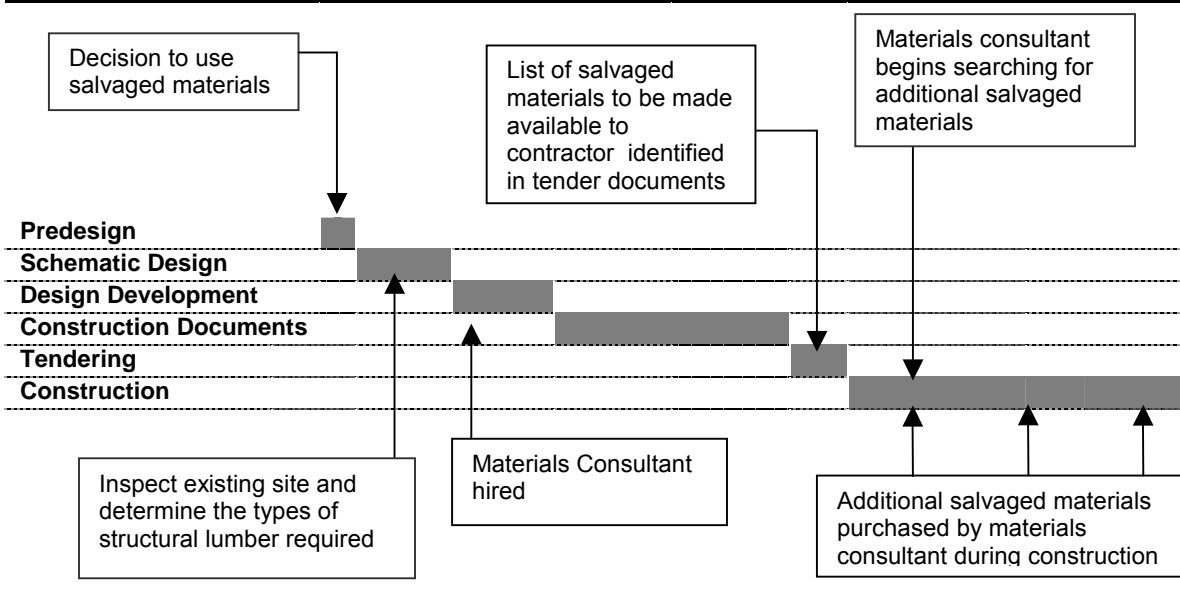 Decision to use
salvaged materials
List of salvaged
materials to be made
available to
contractor identified
in tender documents
Materials consultant
begins searching for
additional salvaged
materials
Predesign
Schematic Design
Design Development
Construction Documents
Tendering
Construction
Inspect existing site and
determine the types of
structural lumber required
Materials Consultant
hired
Additional salvaged materials
purchased by materials
consultant during construction